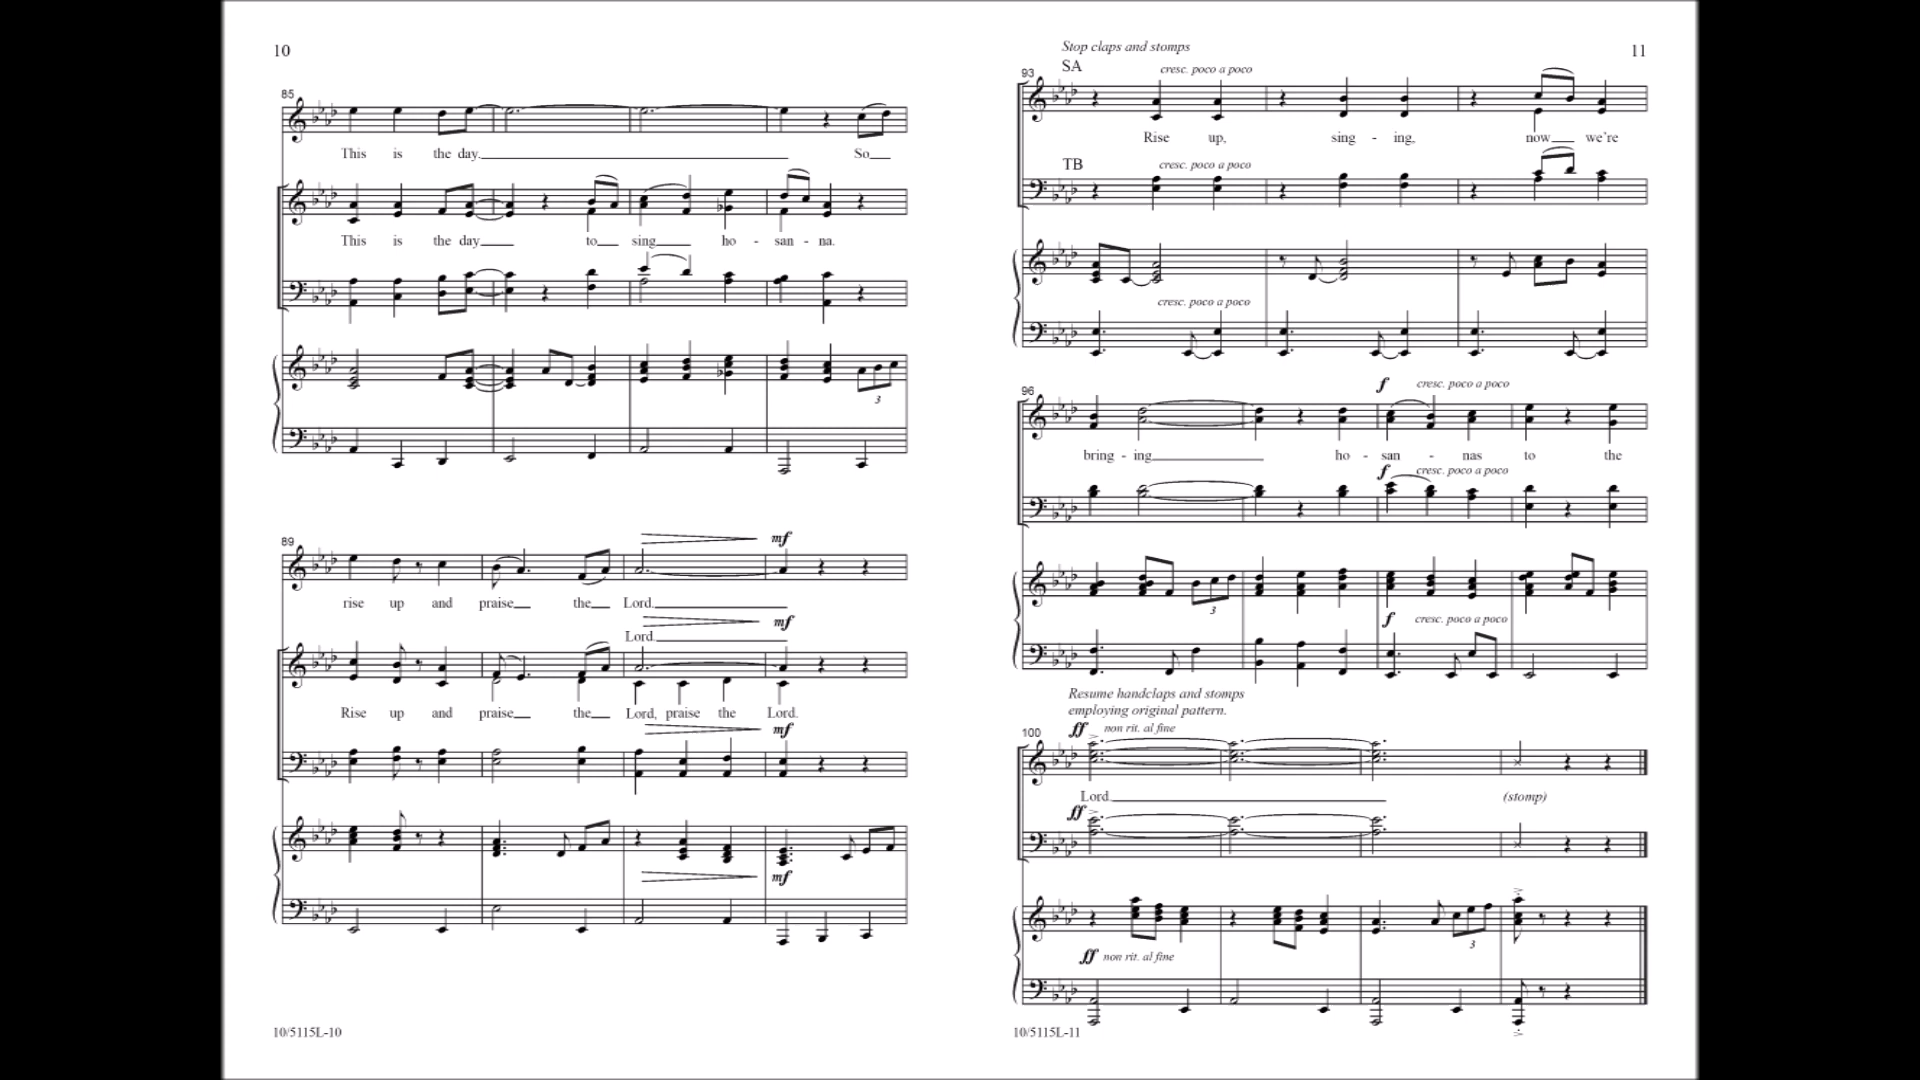 10
85
This is the day. So
This is the day to sing ho - san - na.
3
89
mf
rise up and praise the Lord.
mf
Lord.
Rise up and praise the Lord, praise the Lord.
mf
mf
10/5115L-10
Stop claps and stomps
11
SA
93
cresc. poco a poco
Rise up, sing - ing, now we're
TB
cresc. poco a poco
cresc. poco a poco
96
f cresc. poco a poco
bring - ing ho - san - nas to the
f cresc. poco a poco
3
f cresc. poco a poco
Resume handclaps and stomps
employing original pattern.
100
ff non rit. al fine
Lord. (stomp)
ff
3
ff non rit. al fine
10/5115L-11